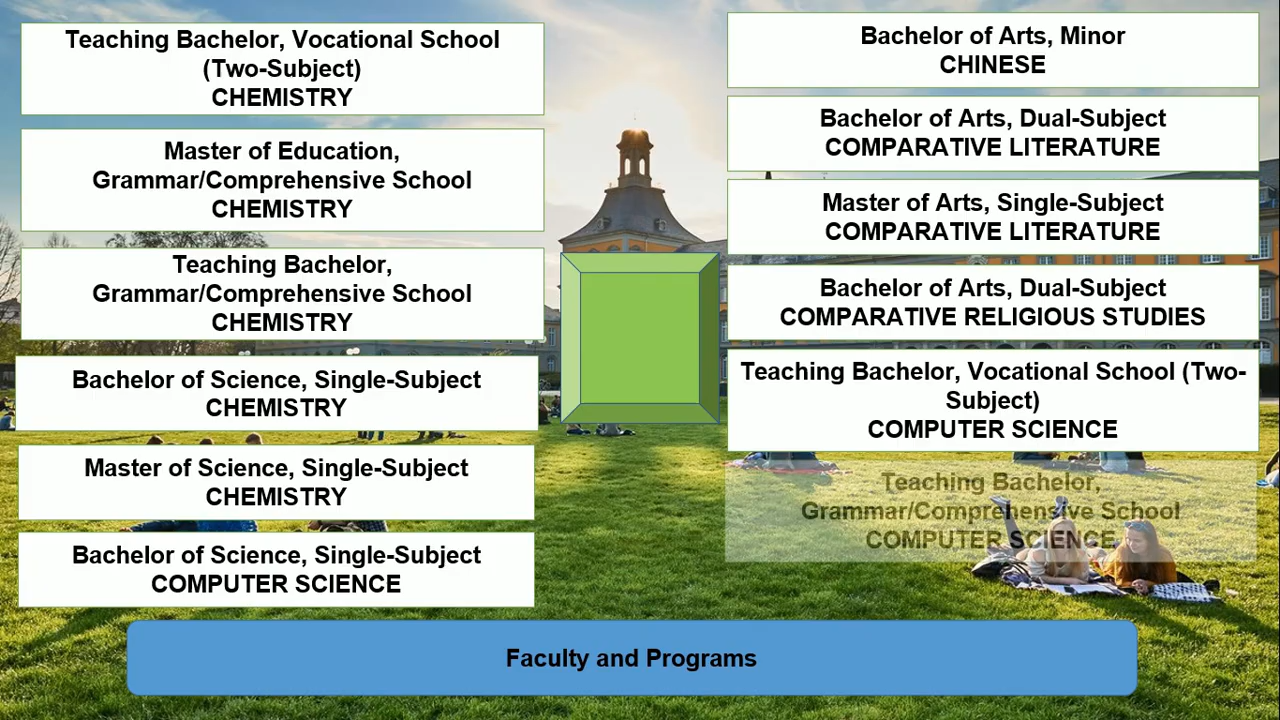 Teaching Bachelor, Vocational School
(Two-Subject)
CHEMISTRY
Master of Education,
Grammar/Comprehensive School
CHEMISTRY
Teaching Bachelor,
Grammar/Comprehensive School
CHEMISTRY
Bachelor of Science, Single-Subject
CHEMISTRY
Master of Science, Single-Subject
CHEMISTRY
Bachelor of Science, Single-Subject
COMPUTER SCIENCE
Bachelor of Arts, Minor
CHINESE
Bachelor of Arts, Dual-Subject
COMPARATIVE LITERATURE
Master of Arts, Single-Subject
COMPARATIVE LITERATURE
Bachelor of Arts, Dual-Subject
COMPARATIVE RELIGIOUS STUDIES
Teaching Bachelor, Vocational School (Two-
Subject)
COMPUTER SCIENCE
Teaching Bachelor,
Grammar/Comprehensive School
COMPUTER SCIENCE
Faculty and Programs